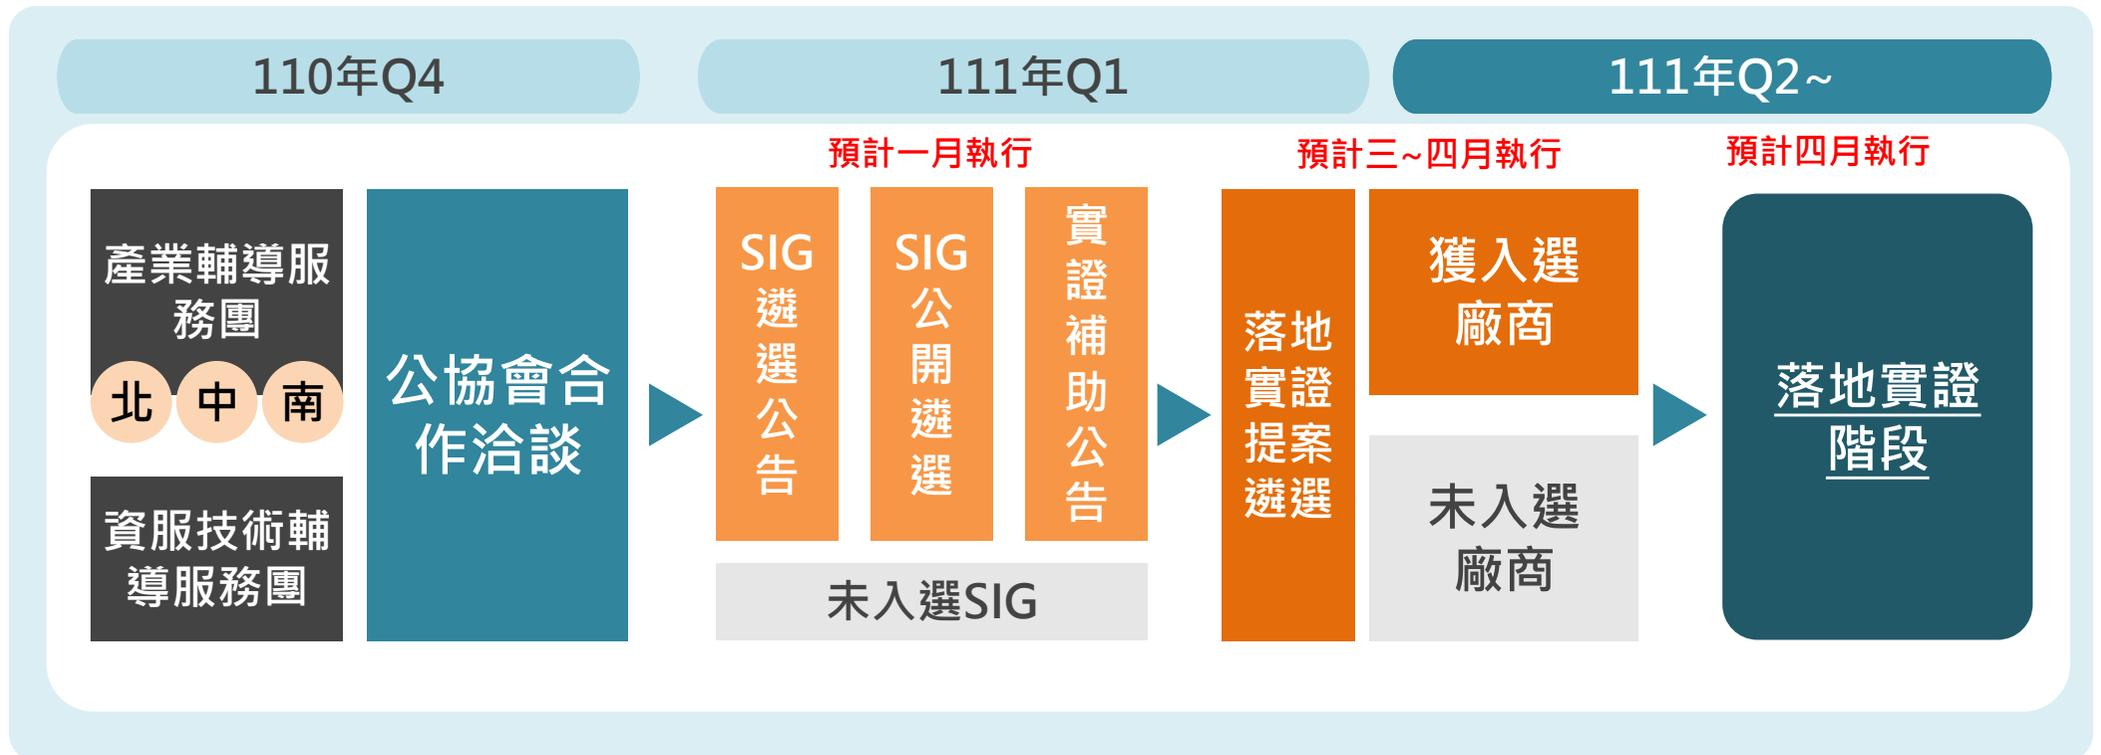 110年Q4
111年Q1
111年Q2~
預計一月執行
預計三~四月執行
預計四月執行
產業輔導服
務團
北
中
南
資服技術輔
導服務團
公協會合
作洽談
SIG
遴
選
公
告
SIG
公
開
遴
選
實
證
補
助
公
告
未入選SIG
落地
實證
提案
遴選
獲入選
廠商
未入選
廠商
落地實證
階段